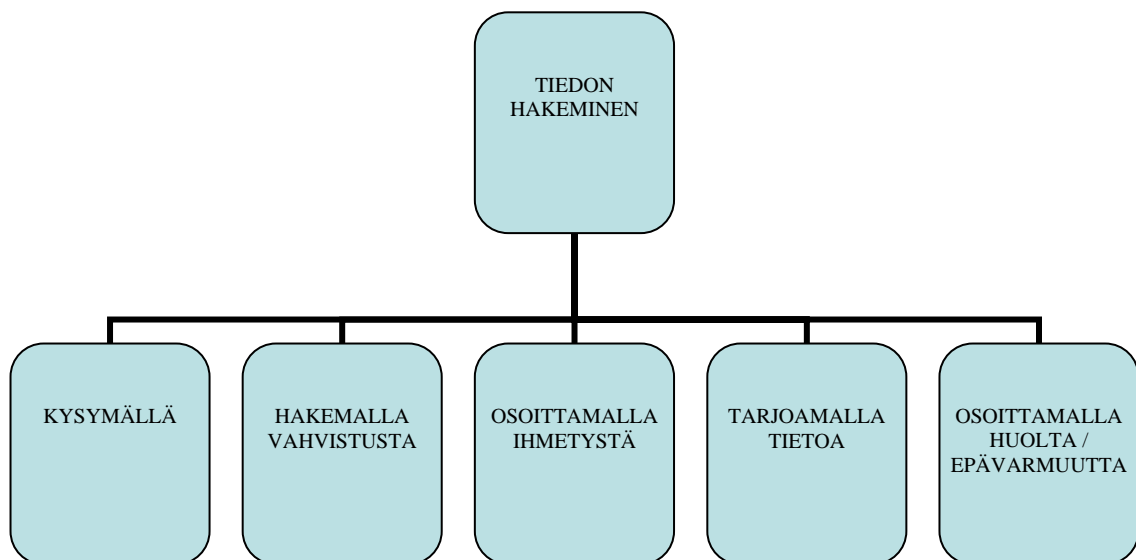 TIEDON
HAKEMINEN
KYSYMÄLLÄ
HAKEMALLA
VAHVISTUSTA
OSOITTAMALLA
IHMETYSTÄ
TARJOAMALLA
TIETOA
OSOITTAMALLA
HUOLTA /
EPÄVARMUUTTA